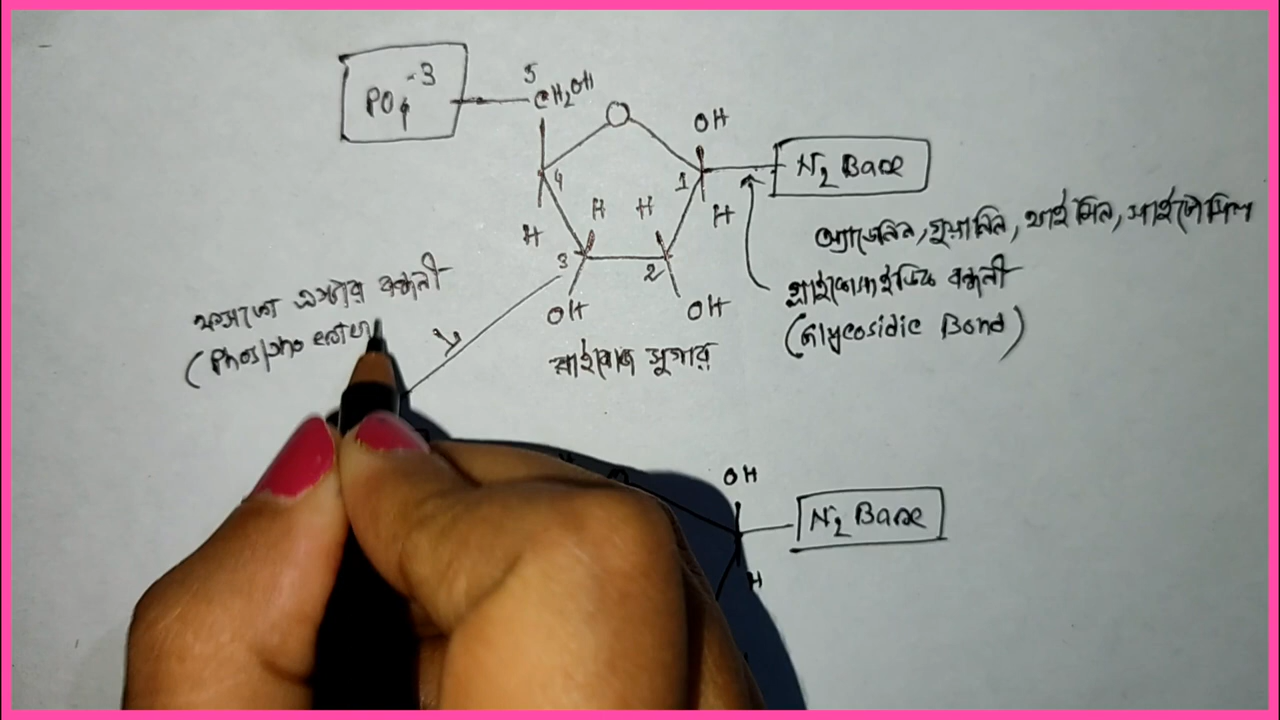 PO₄⁻³
5
CH₂OH
O
OH
4
1
N₂ Base
H
H
H
H
3
2
OH
OH
অ্যাডেনিন, গুয়ানিন, থাইমিন, সাইটোসিন
ফসফো এস্টার বন্ধনী
(Phospho
গ্লাইকোসাইডিক বন্ধনী
(Glycosidic Bond)
রাইবোজ সুগার
OH
N₂ Base
H